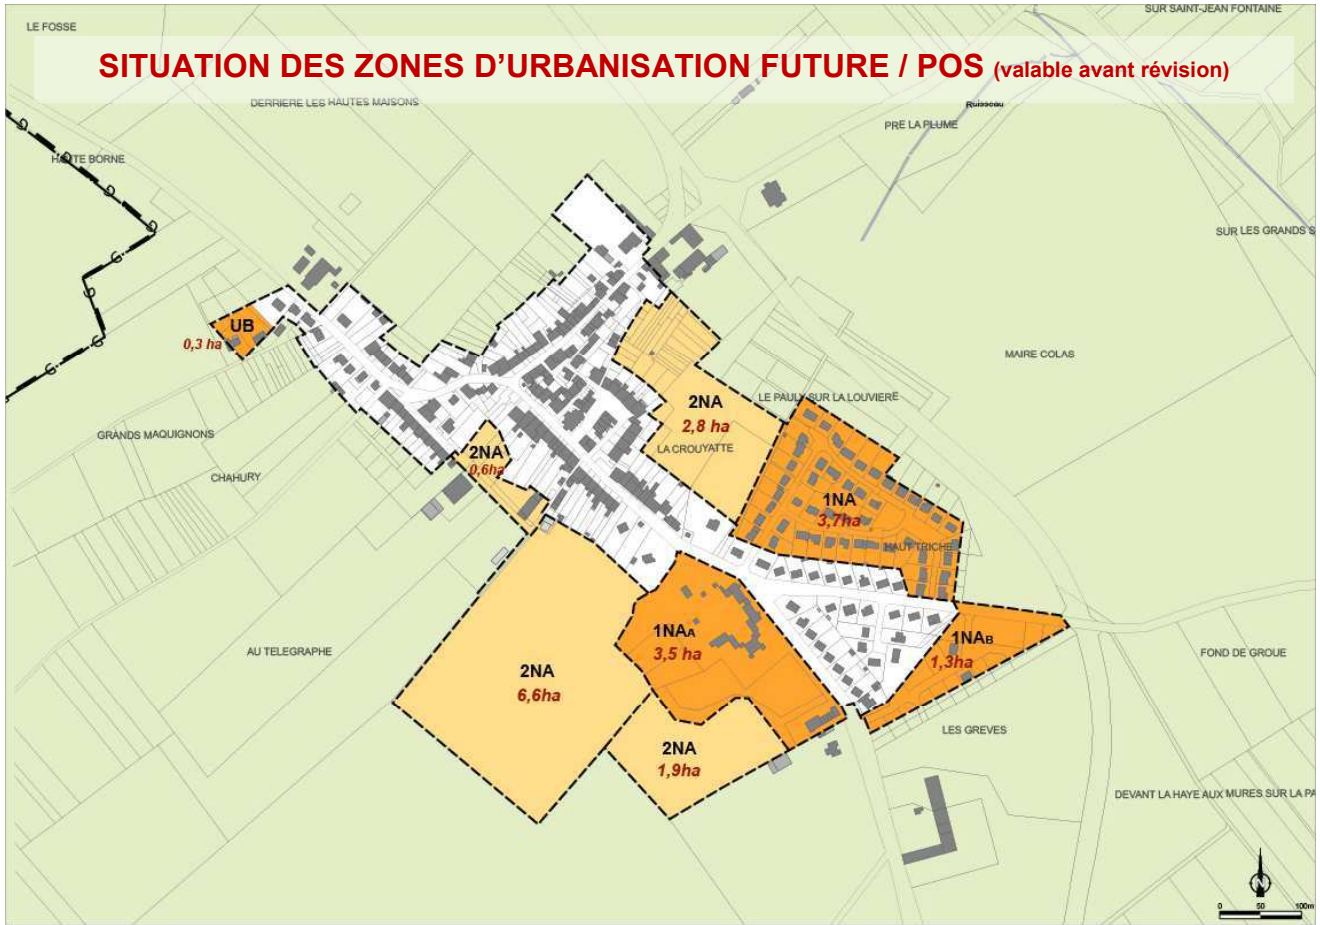 SUR SAINT-JEAN FONTAINE
LE FOSSE
SITUATION DES ZONES D'URBANISATION FUTURE / POS (valable avant révision)
DERRIERE LES HAUTES MAISONS
Ruisseau
PRE LA PLUME
HAUTE BORNE
SUR LES GRANDS S
UB
0,3 ha
MAIRE COLAS
LE PAULY SUR LA LOUVIERE
2NA
2,8 ha
LA CROUYATTE
GRANDS MAQUIGNONS
2NA
0,6ha
CHAHURY
1NA
3,7ha
HAUT TRICHE
1NAA
3,5 ha
1NAB
1,3ha
AU TELEGRAPHE
FOND DE GROUE
2NA
6,6ha
LES GREVES
2NA
1,9ha
DEVANT LA HAYE AUX MURES SUR LA PA
N
0 50 100m